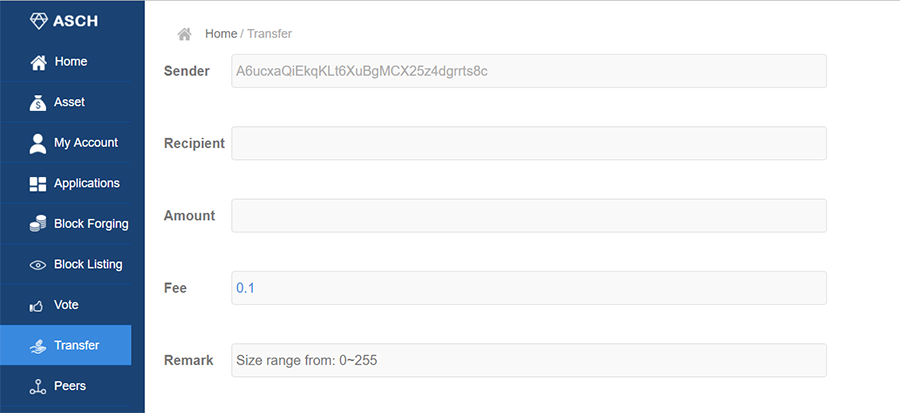 ASCH
Home
Asset
My Account
Applications
Block Forging
Block Listing
Vote
Transfer
Peers
Home / Transfer
Sender A6ucxaQiEkqKLt6XuBgMCX25z4dgrrts8c
Recipient
Amount
Fee 0.1
Remark Size range from: 0~255